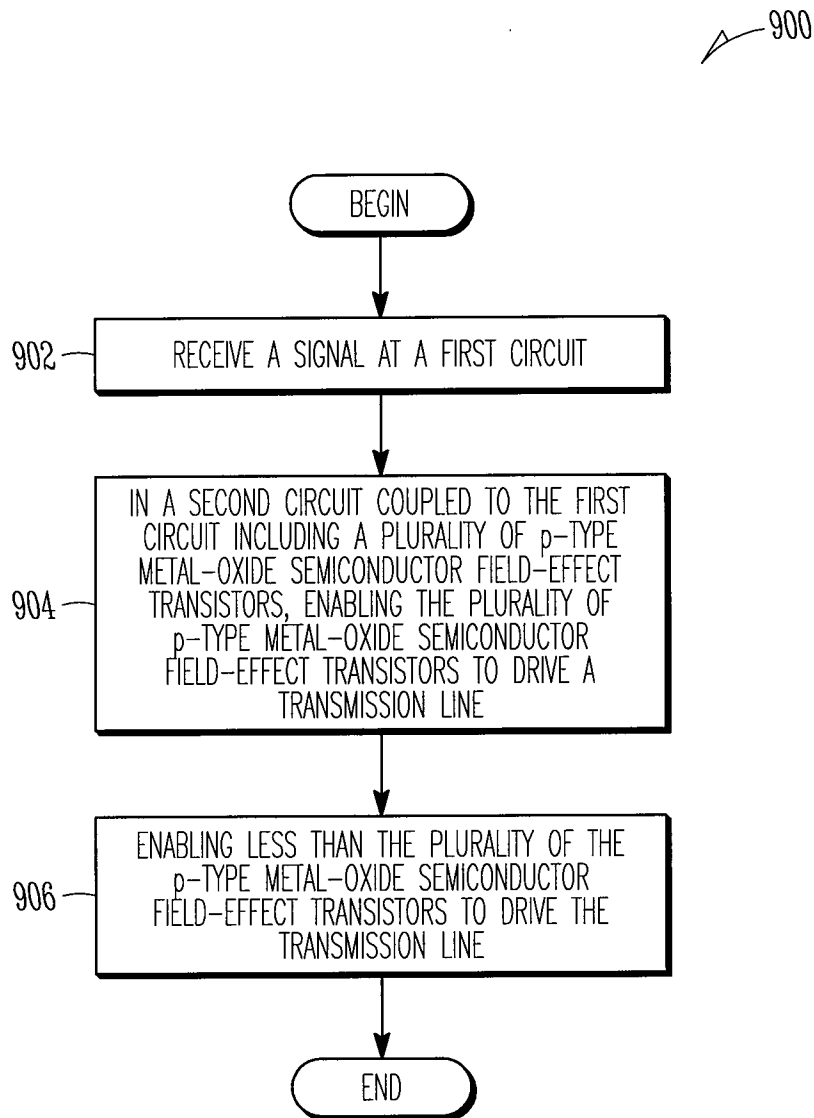 900
BEGIN
902
RECEIVE A SIGNAL AT A FIRST CIRCUIT
904
IN A SECOND CIRCUIT COUPLED TO THE FIRST
CIRCUIT INCLUDING A PLURALITY OF p-TYPE
METAL-OXIDE SEMICONDUCTOR FIELD-EFFECT
TRANSISTORS, ENABLING THE PLURALITY OF
p-TYPE METAL-OXIDE SEMICONDUCTOR
FIELD-EFFECT TRANSISTORS TO DRIVE A
TRANSMISSION LINE
906
ENABLING LESS THAN THE PLURALITY OF THE
p-TYPE METAL-OXIDE SEMICONDUCTOR
FIELD-EFFECT TRANSISTORS TO DRIVE THE
TRANSMISSION LINE
END